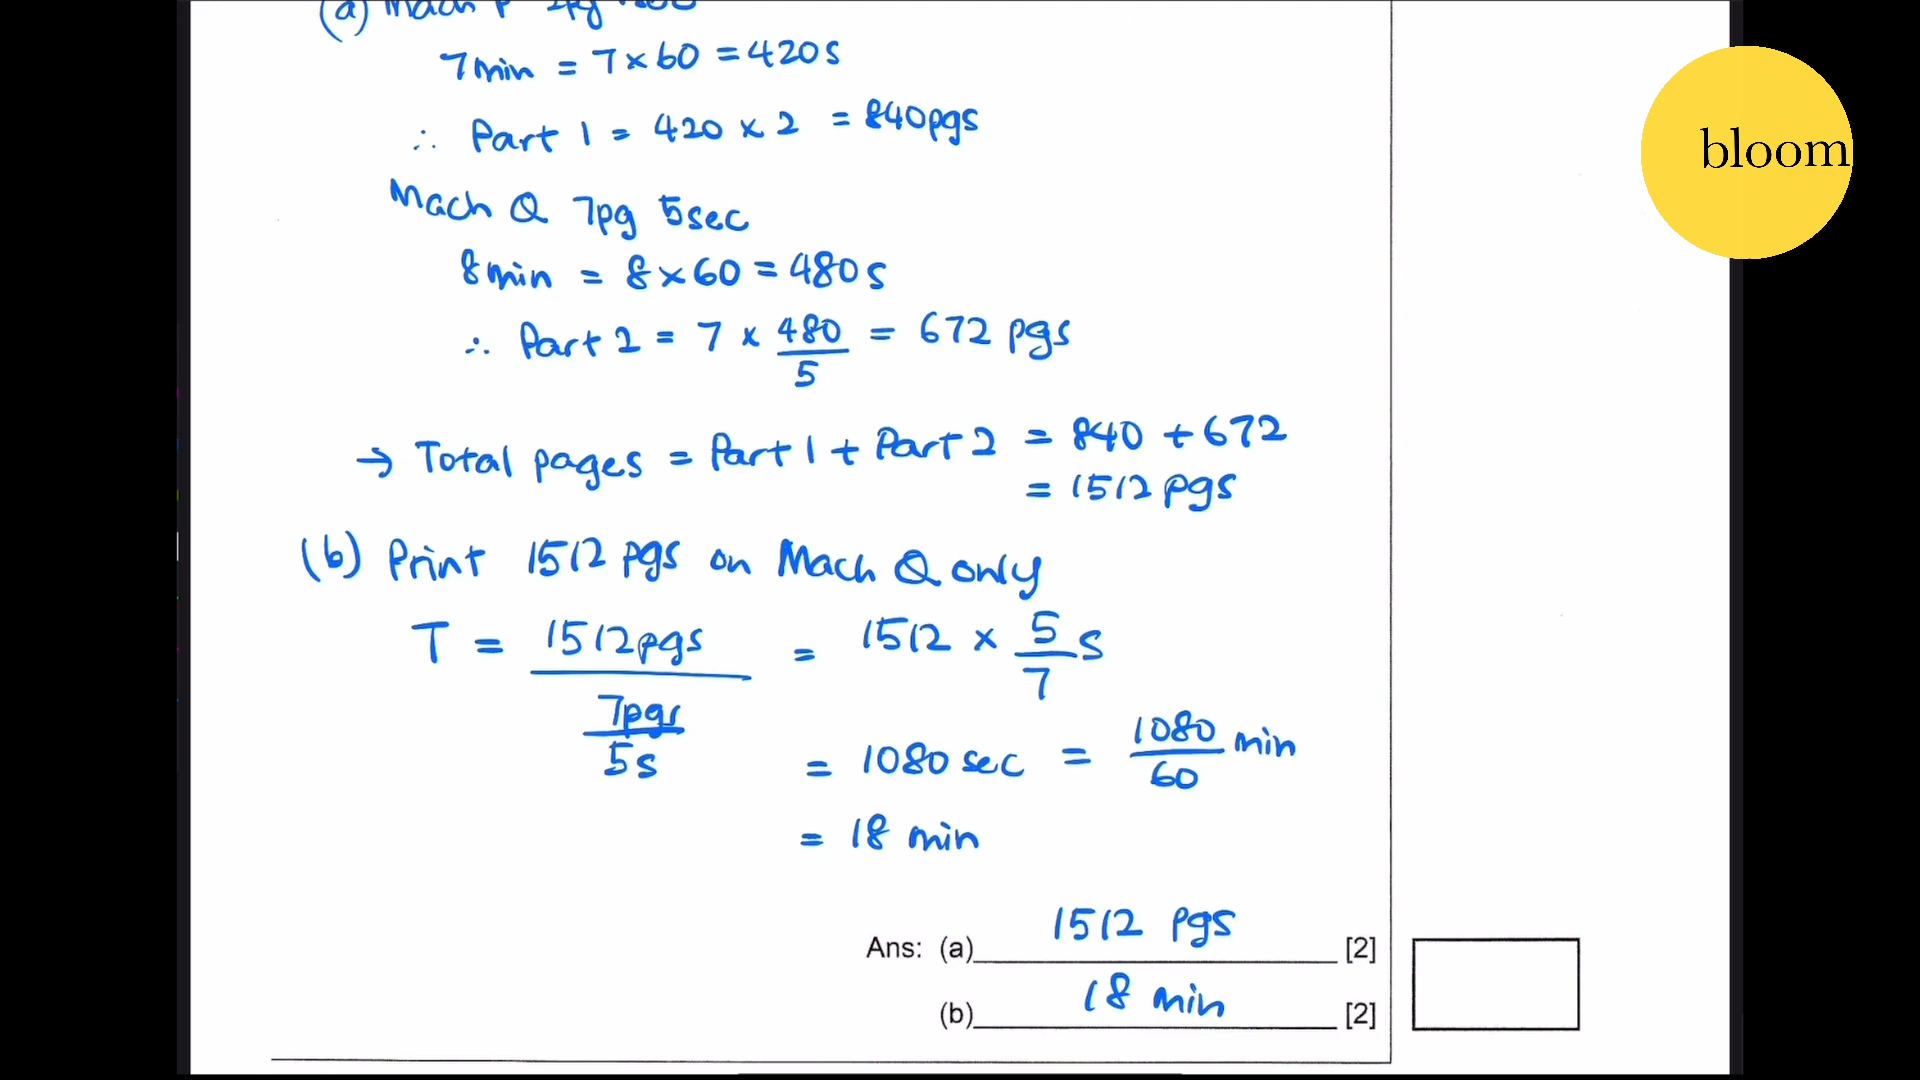 (a) Mach P 2pg
7min = 7 x 60 = 420s
∴ Part 1 = 420 x 2 = 840pgs
Mach Q 7pg 5sec
8min = 8 x 60 = 480s
∴ Part 2 = 7 x 480/5 = 672 pgs
→ Total pages = Part 1 + Part 2 = 840 + 672
= 1512 pgs
(b) Print 1512 pgs on Mach Q only
T = 1512pgs / (7pgs/5s) = 1512 x 5/7 s
= 1080 sec = 1080/60 min
= 18 min
Ans: (a) 1512 pgs [2]
(b) 18 min [2]
bloom